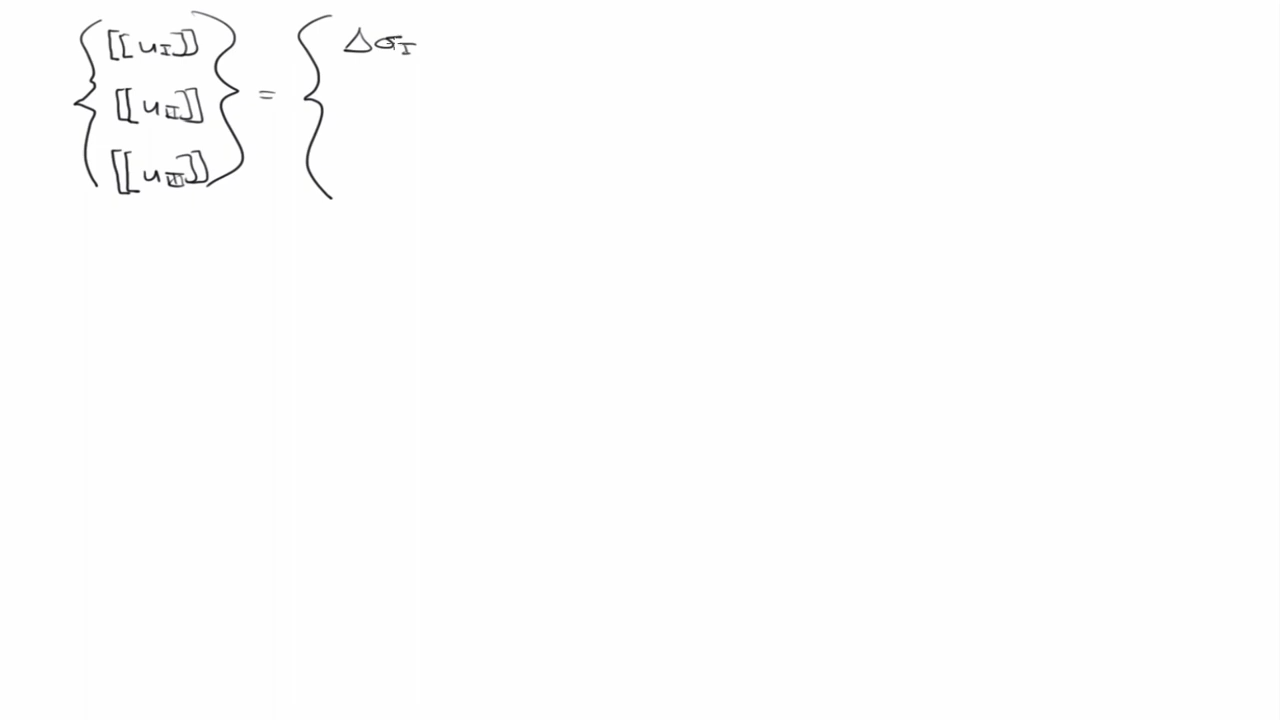 { [[u_I]] } = { Δσ_I
[[u_II]]
[[u_III]]